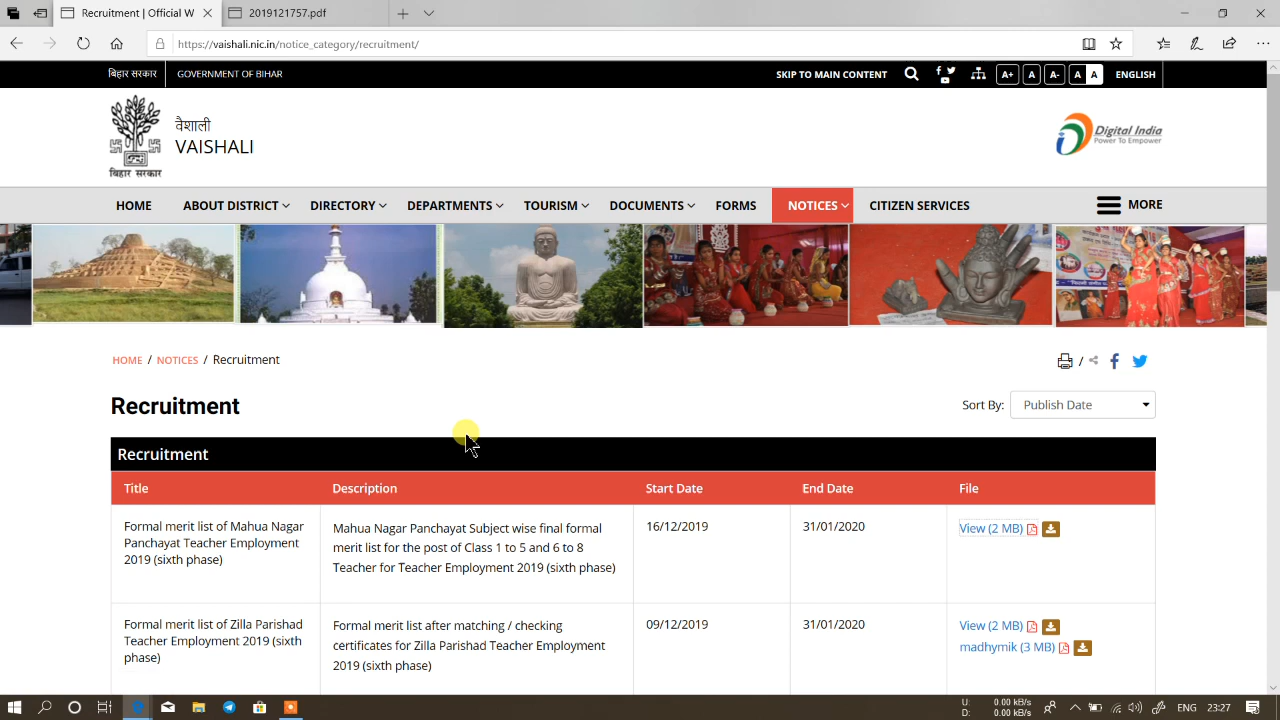 Recruitment | Official W
2019121757.pdf
https://vaishali.nic.in/notice_category/recruitment/
बिहार सरकार
GOVERNMENT OF BIHAR
SKIP TO MAIN CONTENT
A+ A A- A A
ENGLISH
बिहार सरकार
वैशाली
VAISHALI
Digital India
Power To Empower
HOME ABOUT DISTRICT DIRECTORY DEPARTMENTS TOURISM DOCUMENTS FORMS NOTICES CITIZEN SERVICES MORE
HOME / NOTICES / Recruitment
/
Recruitment
Sort By: Publish Date
Recruitment
Title Description Start Date End Date File
Formal merit list of Mahua Nagar
Panchayat Teacher Employment
2019 (sixth phase)
Mahua Nagar Panchayat Subject wise final formal
merit list for the post of Class 1 to 5 and 6 to 8
Teacher for Teacher Employment 2019 (sixth phase)
16/12/2019
31/01/2020
View (2 MB)
Formal merit list of Zilla Parishad
Teacher Employment 2019 (sixth
phase)
Formal merit list after matching / checking
certificates for Zilla Parishad Teacher Employment
2019 (sixth phase)
09/12/2019
31/01/2020
View (2 MB)
madhymik (3 MB)
U: 0.00 kB/s
D: 0.00 kB/s
ENG 23:27